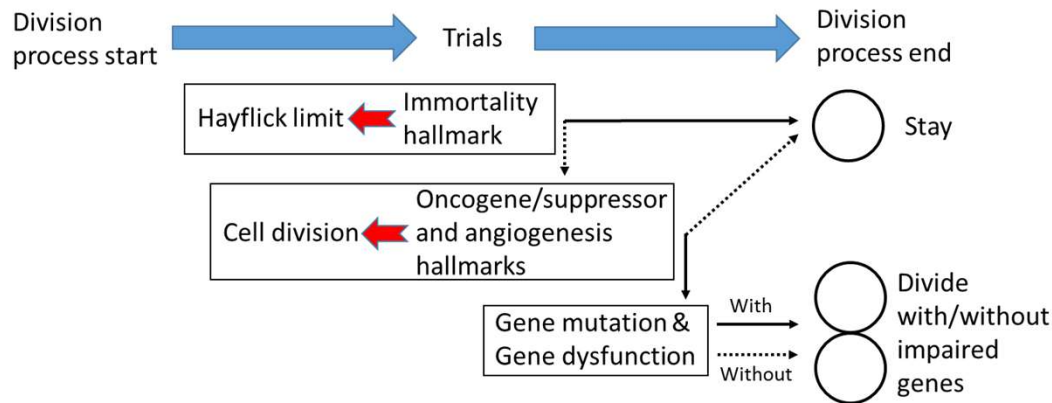 Division
process start
Trials
Division
process end
Hayflick limit
Immortality
hallmark
Stay
Cell division
Oncogene/suppressor
and angiogenesis
hallmarks
Gene mutation &
Gene dysfunction
With
Without
Divide
with/without
impaired
genes